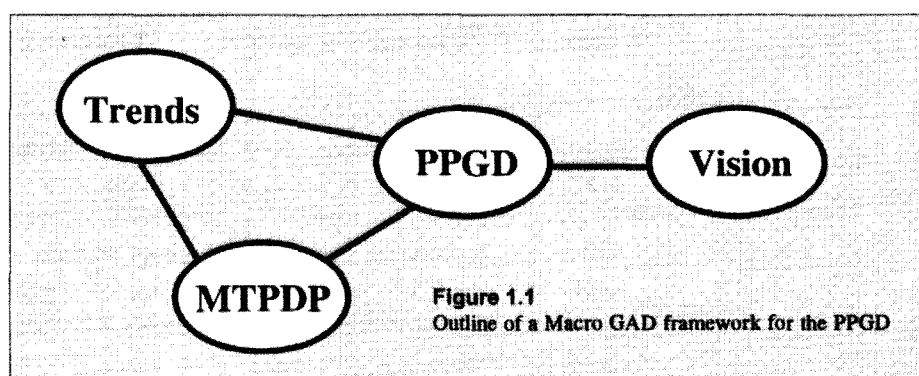 Trends
PPGD
Vision
MTPDP
Figure 1.1
Outline of a Macro GAD framework for the PPGD